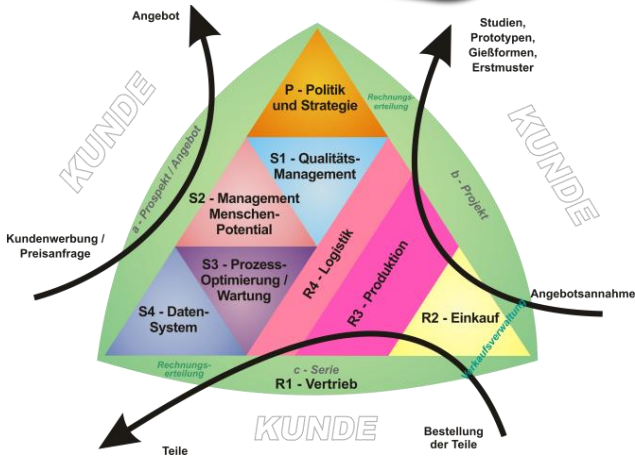 Angebot
Studien,
Prototypen,
Gießformen,
Erstmuster
KUNDE
KUNDE
P - Politik
und Strategie
Rechnungs-
erteilung
a - Prospekt / Angebot
S1 - Qualitäts-
Management
b - Projekt
S2 - Management
Menschen-
Potential
Kundenwerbung /
Preisanfrage
S3 - Prozess-
Optimierung /
Wartung
R4 - Logistik
R3 - Produktion
Angebotsannahme
S4 - Daten-
System
R2 - Einkauf
Verkaufsverwaltung
Rechnungs-
erteilung
c - Serie
R1 - Vertrieb
KUNDE
Bestellung
der Teile
Teile